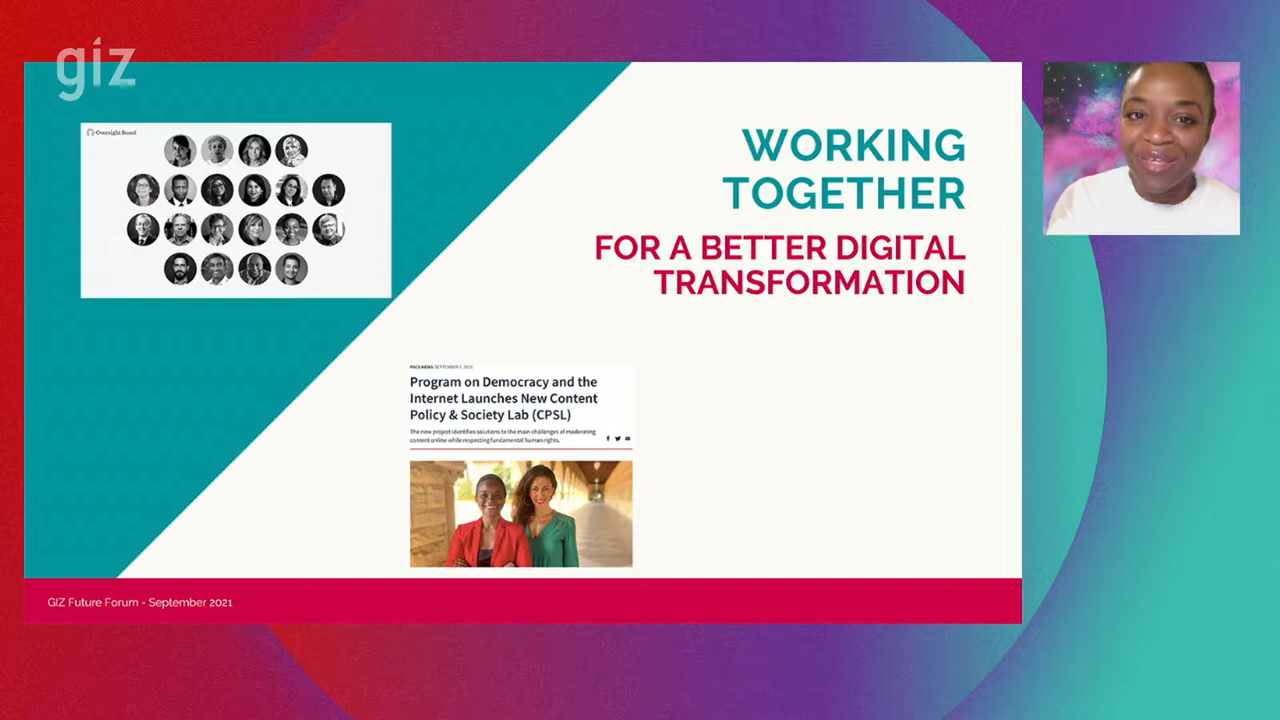 giz
Oversight Board
WORKING
TOGETHER
FOR A BETTER DIGITAL
TRANSFORMATION
Program on Democracy and the
Internet Launches New Content
Policy & Society Lab (CPSL)
The new project identifies solutions to the main challenges of moderating
content online while respecting fundamental human rights.
GIZ Future Forum - September 2021